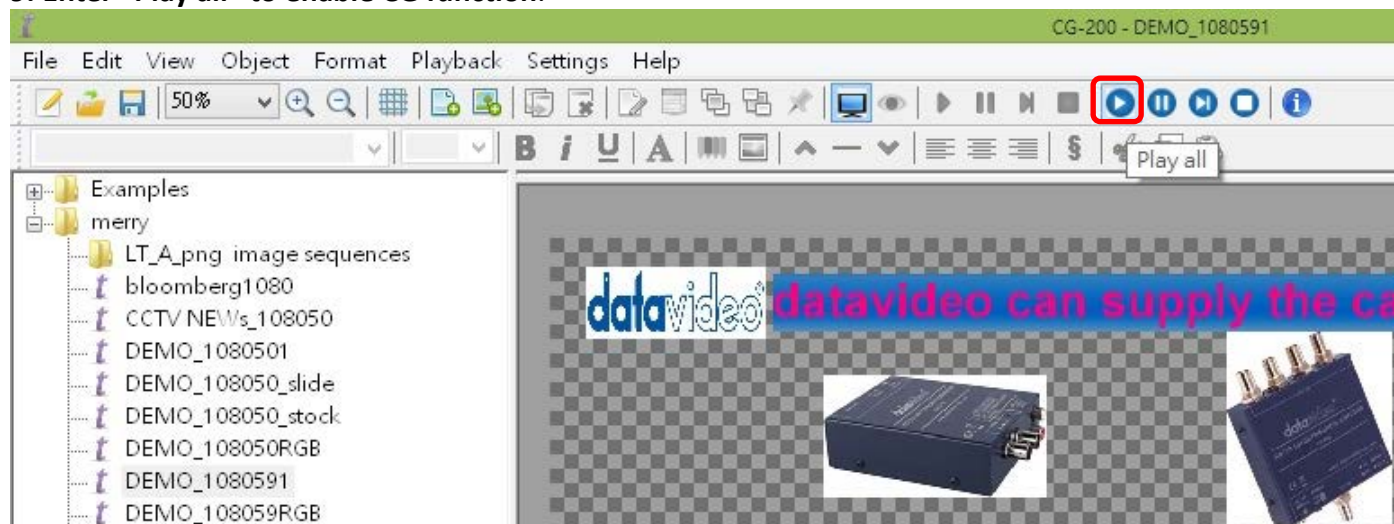 CG-200 - DEMO_1080591
File Edit View Object Format Playback Settings Help
50%
B i U A §
Play all
Examples
merry
LT_A_png image sequences
bloomberg1080
CCTV NEWs_108050
DEMO_1080501
DEMO_108050_slide
DEMO_108050_stock
DEMO_108050RGB
DEMO_1080591
DEMO_108059RGB
datavideo datavideo can supply the ca
datavideo